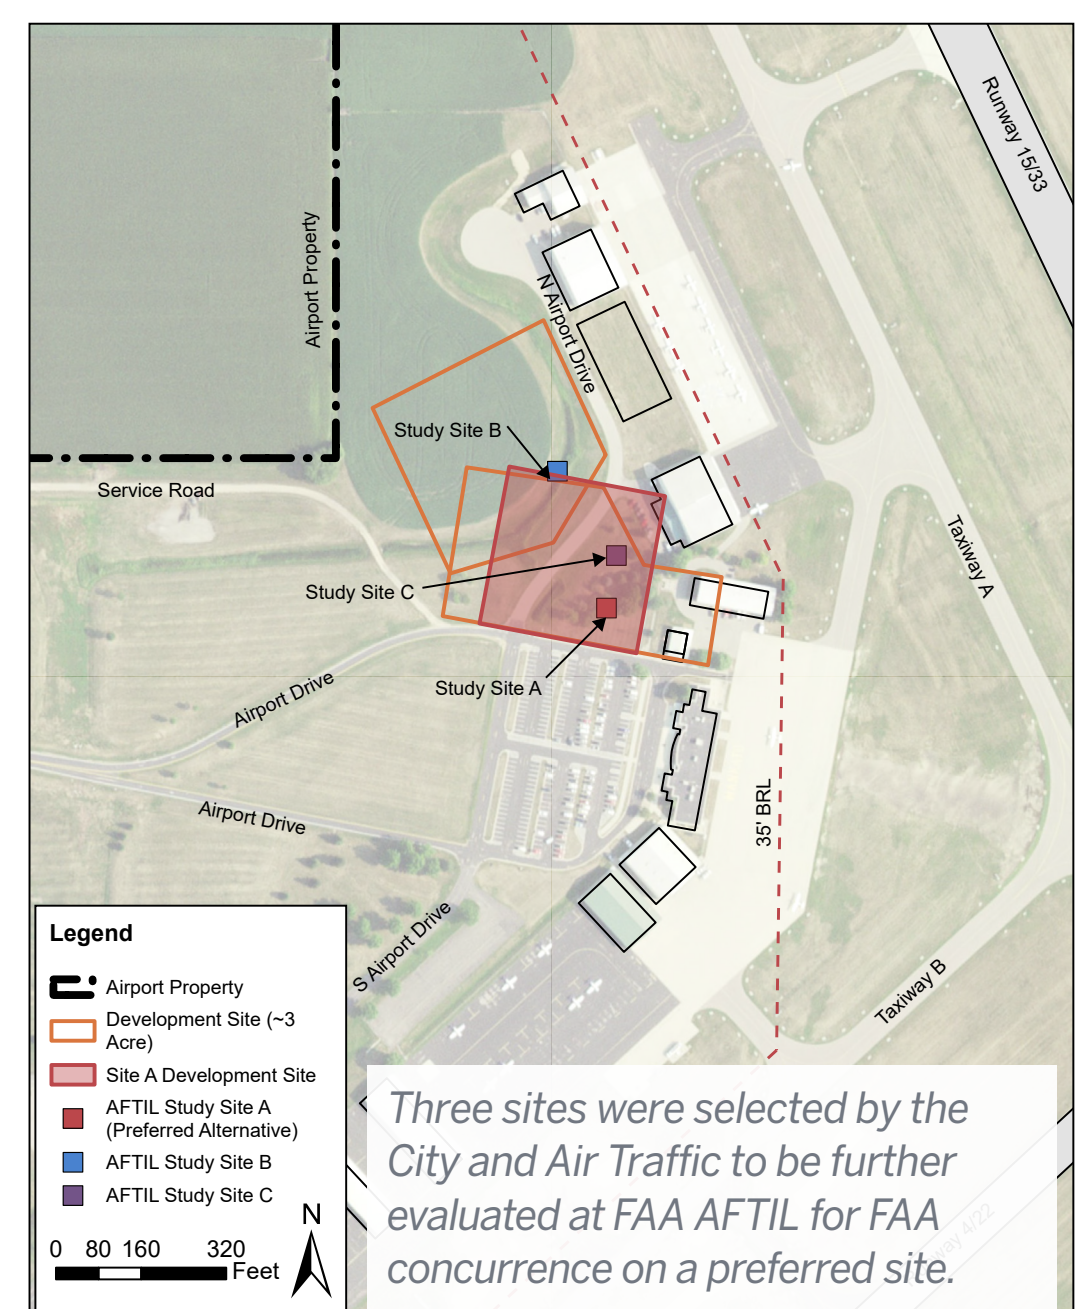 Runway 15/33
Airport Property
N Airport Drive
Study Site B
Service Road
Taxiway A
Study Site C
Study Site A
Airport Drive
35' BRL
Airport Drive
S Airport Drive
Taxiway B
Legend
Airport Property
Development Site (~3
Acre)
Site A Development Site
AFTIL Study Site A
(Preferred Alternative)
AFTIL Study Site B
AFTIL Study Site C
N
0 80 160 320
Feet
Three sites were selected by the
City and Air Traffic to be further
evaluated at FAA AFTIL for FAA
concurrence on a preferred site.
4/22